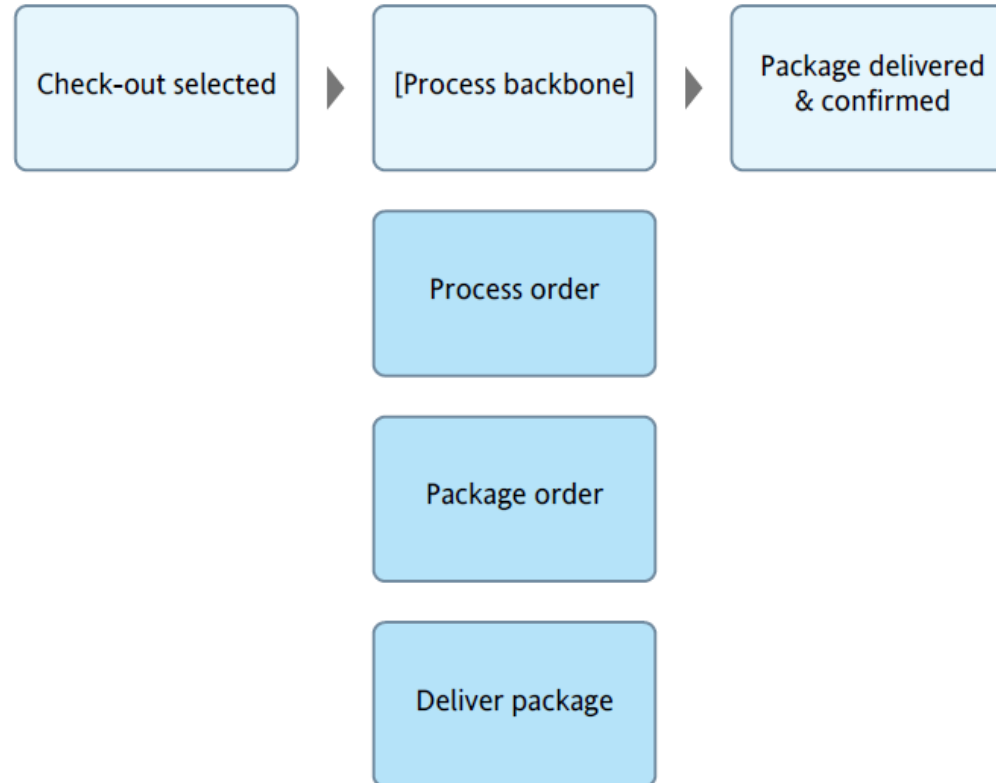 Check-out selected
[Process backbone]
Package delivered
& confirmed
Process order
Package order
Deliver package